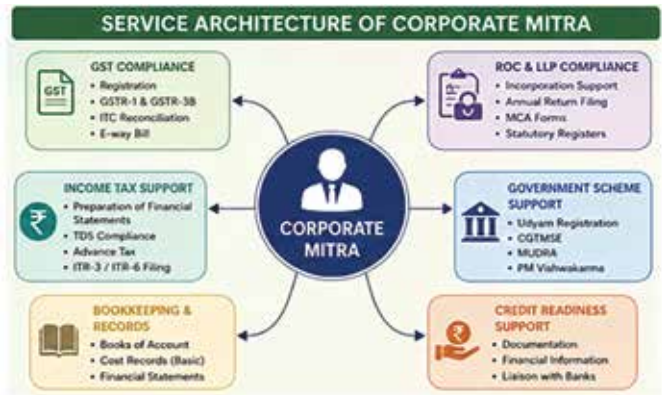 SERVICE ARCHITECTURE OF CORPORATE MITRA
GST COMPLIANCE
GST
• Registration
• GSTR-1 & GSTR-3B
• ITC Reconciliation
• E-way Bill
ROC & LLP COMPLIANCE
• Incorporation Support
• Annual Return Filing
• MCA Forms
• Statutory Registers
INCOME TAX SUPPORT
₹
• Preparation of Financial
Statements
• TDS Compliance
• Advance Tax
• ITR-3 / ITR-6 Filing
CORPORATE
MITRA
GOVERNMENT SCHEME
SUPPORT
• Udyam Registration
• CGTMSE
• MUDRA
• PM Vishwakarma
BOOKKEEPING &
RECORDS
• Books of Account
• Cost Records (Basic)
• Financial Statements
CREDIT READINESS
SUPPORT
₹
• Documentation
• Financial Information
• Liaison with Banks